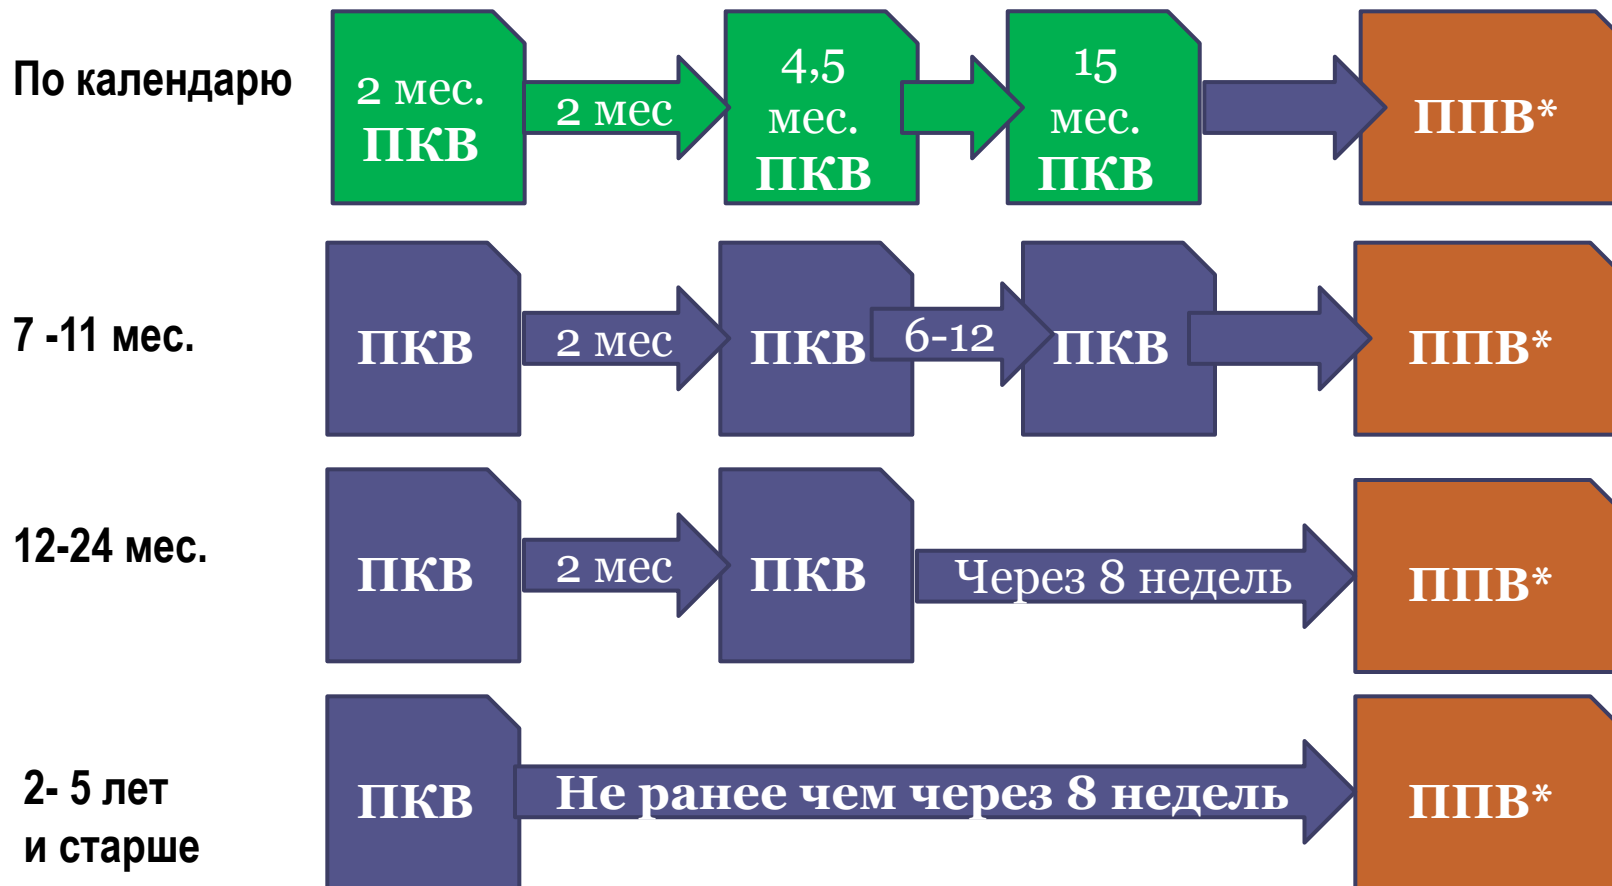 По календарю
2 мес.
ПКВ
2 мес
4,5
мес.
ПКВ
15
мес.
ПКВ
ППВ*
7 -11 мес.
ПКВ
2 мес
ПКВ
6-12
ПКВ
ППВ*
12-24 мес.
ПКВ
2 мес
ПКВ
Через 8 недель
ППВ*
2- 5 лет
и старше
ПКВ
Не ранее чем через 8 недель
ППВ*